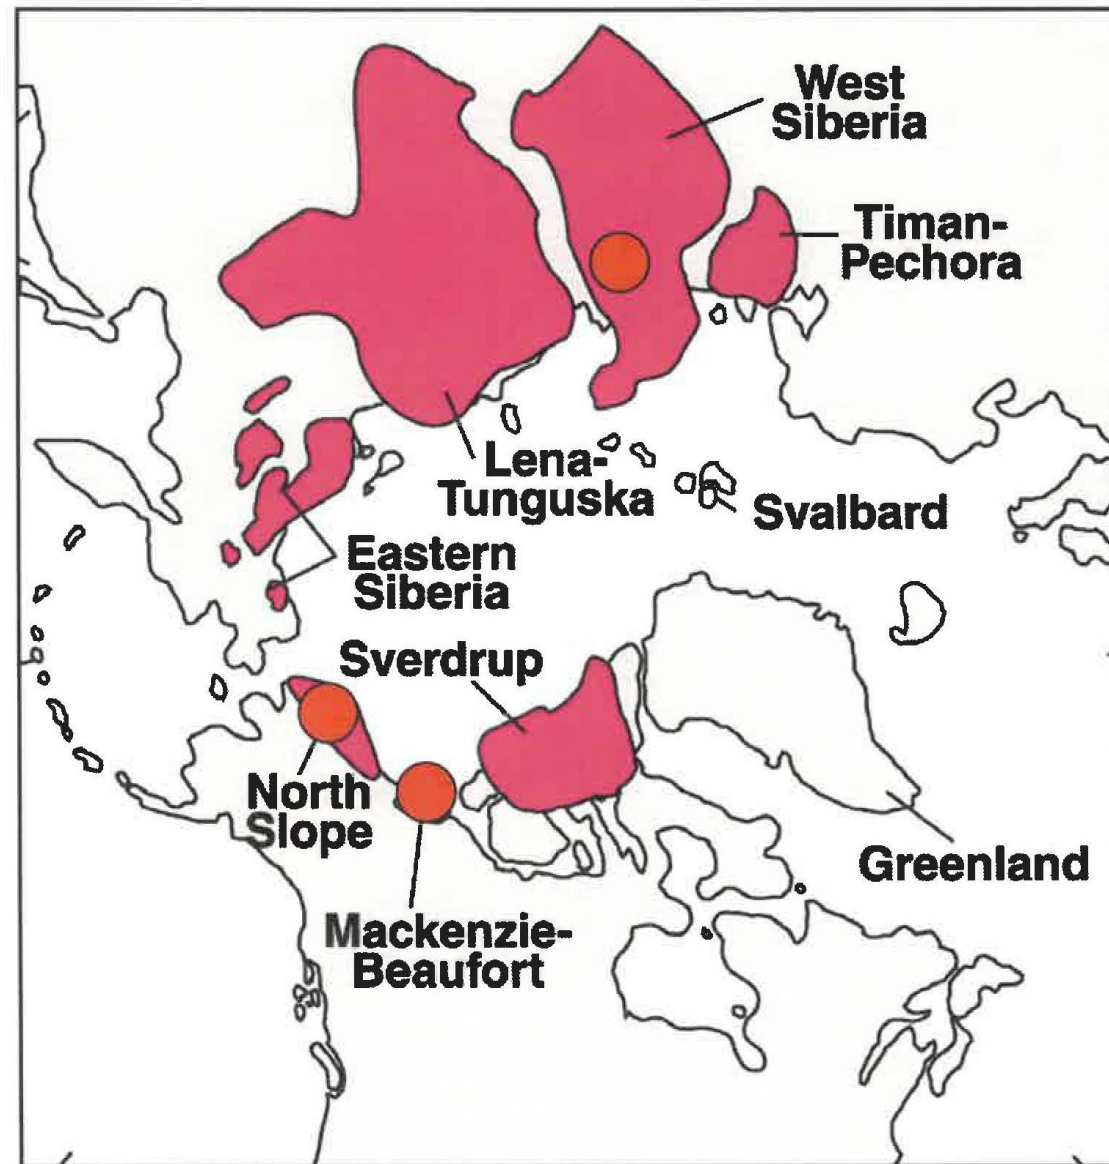 West
Siberia
Timan-
Pechora
Lena-
Tunguska
Svalbard
Eastern
Siberia
Sverdrup
North
Slope
Greenland
Mackenzie-
Beaufort